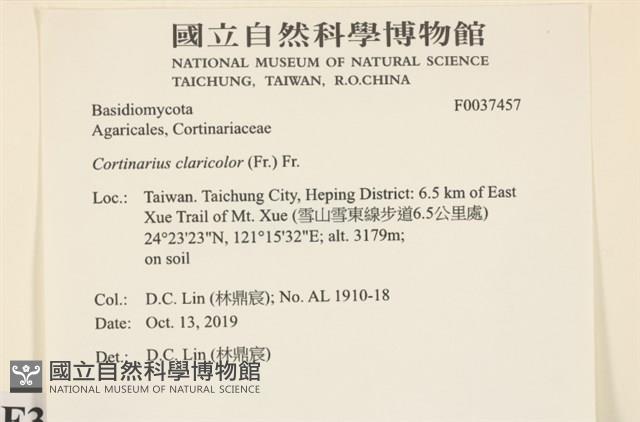 國立自然科學博物館
NATIONAL MUSEUM OF NATURAL SCIENCE
TAICHUNG, TAIWAN, R.O.CHINA
Basidiomycota F0037457
Agaricales, Cortinariaceae
Cortinarius claricolor (Fr.) Fr.
Loc.: Taiwan. Taichung City, Heping District: 6.5 km of East
Xue Trail of Mt. Xue (雪山雪東線步道6.5公里處)
24°23'23"N, 121°15'32"E; alt. 3179m;
on soil
Col.: D.C. Lin (林鼎宸); No. AL 1910-18
Date: Oct. 13, 2019
Det.: D.C. Lin (林鼎宸)
國立自然科學博物館
NATIONAL MUSEUM OF NATURAL SCIENCE